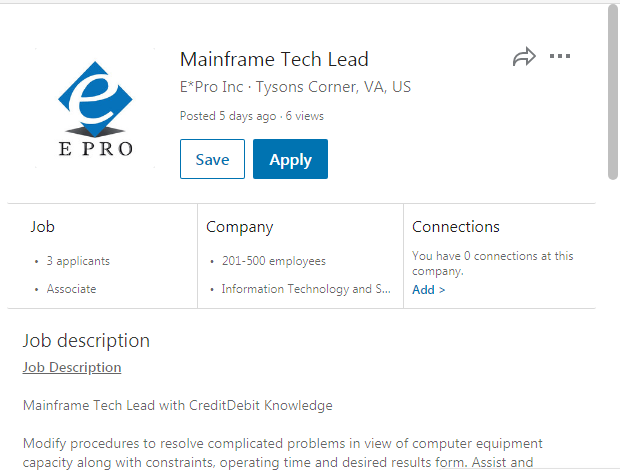 Mainframe Tech Lead
E*Pro Inc · Tysons Corner, VA, US
Posted 5 days ago · 6 views
Save
Apply
e
E PRO
Job
• 3 applicants
• Associate
Company
• 201-500 employees
• Information Technology and S...
Connections
You have 0 connections at this
company.
Add >
Job description
Job Description
Mainframe Tech Lead with CreditDebit Knowledge
Modify procedures to resolve complicated problems in view of computer equipment
capacity along with constraints, operating time and desired results form. Assist and